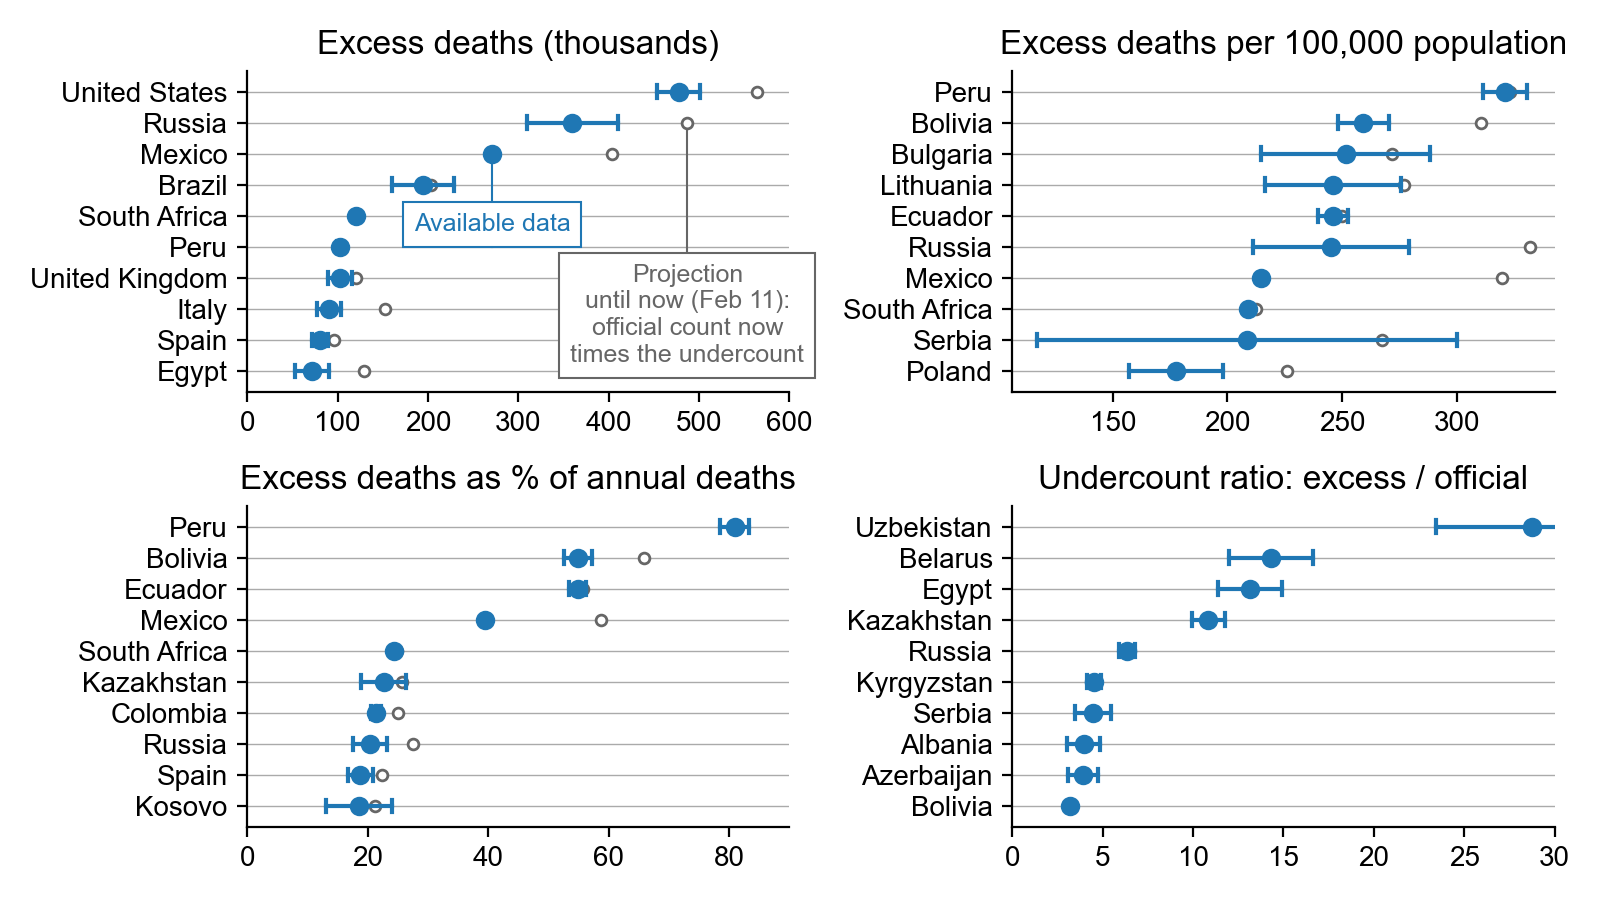 Excess deaths (thousands)
United States
Russia
Mexico
Brazil
South Africa
Peru
United Kingdom
Italy
Spain
Egypt
Available data
Projection
until now (Feb 11):
official count now
times the undercount
0 100 200 300 400 500 600
Excess deaths per 100,000 population
Peru
Bolivia
Bulgaria
Lithuania
Ecuador
Russia
Mexico
South Africa
Serbia
Poland
150 200 250 300
Excess deaths as % of annual deaths
Peru
Bolivia
Ecuador
Mexico
South Africa
Kazakhstan
Colombia
Russia
Spain
Kosovo
0 20 40 60 80
Undercount ratio: excess / official
Uzbekistan
Belarus
Egypt
Kazakhstan
Russia
Kyrgyzstan
Serbia
Albania
Azerbaijan
Bolivia
0 5 10 15 20 25 30